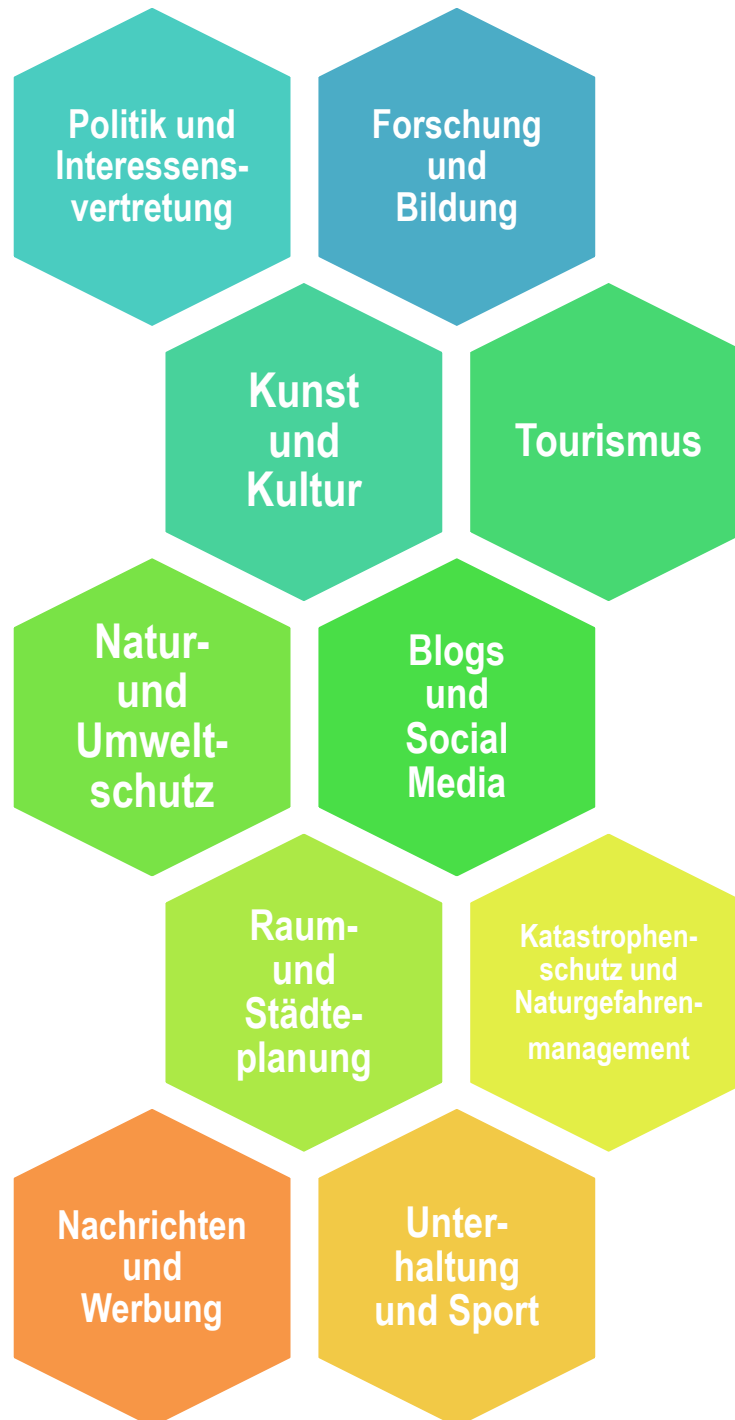 Politik und
Interessens-
vertretung
Forschung
und
Bildung
Kunst
und
Kultur
Tourismus
Natur-
und
Umwelt-
schutz
Blogs
und
Social
Media
Raum-
und
Städte-
planung
Katastrophen-
schutz und
Naturgefahren-
management
Nachrichten
und
Werbung
Unter-
haltung
und Sport